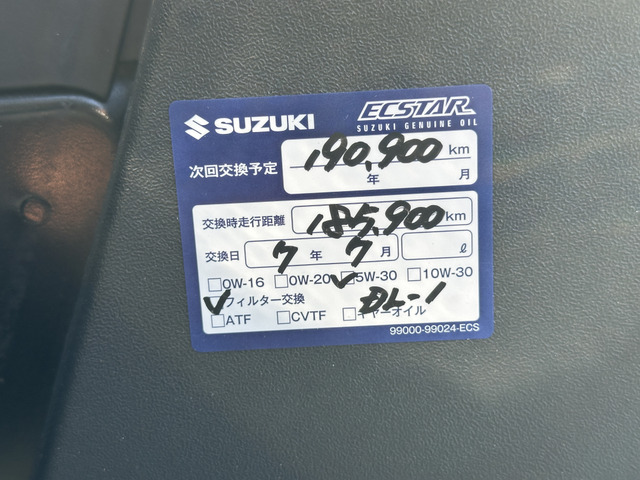 SUZUKI ECSTAR
SUZUKI GENUINE OIL
次回交換予定 190,900 km
年 月
交換時走行距離 185,900 km
交換日 7 年 7 月 ℓ
□0W-16 □0W-20 ☑5W-30 □10W-30
☑フィルター交換 DL-1
□ATF □CVTF □ギヤーオイル
99000-99024-ECS